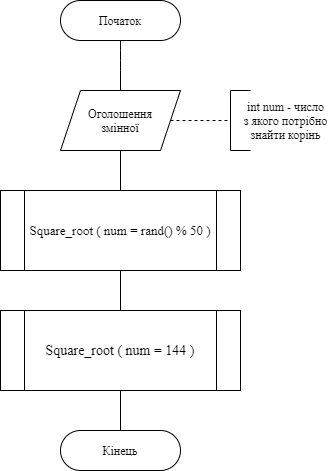 Початок
Оголошення
змінної
int num - число
з якого потрібно
знайти корінь
Square_root ( num = rand() % 50 )
Square_root ( num = 144 )
Кінець